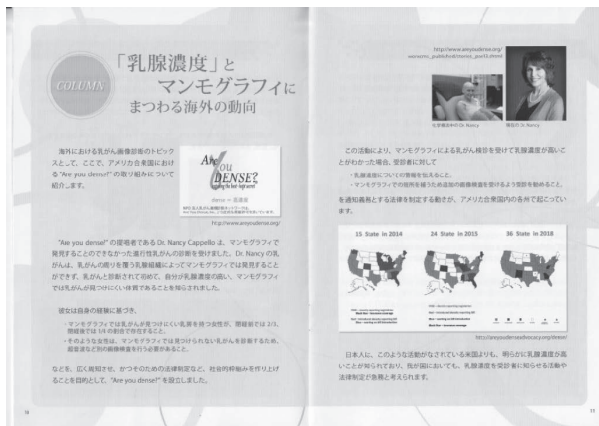 COLUMN
「乳腺濃度」と
マンモグラフィに
まつわる海外の動向
海外における乳がん画像診断のトピック
スとして、ここで、アメリカ合衆国におけ
る "Are you dense!" の取り組みについて
紹介します。
Are
You
DENSE?
dense = 高濃度
http://www.areyoudense.org/
"Are you dense!" の提唱者である Dr. Nancy Cappello は、マンモグラフィで
発見することのできなかった進行性乳がんの診断を受けました。Dr. Nancy の乳
がんは、乳がんの周りを覆う乳腺組織によってマンモグラフィでは発見すること
ができず、乳がんと診断されて初めて、自分が乳腺濃度の高い、マンモグラフィ
では乳がんが見つけにくい体質であることを知らされました。
彼女は自身の経験に基づき、
・マンモグラフィでは乳がんが見つけにくい乳房を持つ女性が、閉経前では 2/3、
閉経後では 1/4 の割合で存在すること、
・そのような女性は、マンモグラフィでは見つけられない乳がんを診断するため、
超音波など別の画像検査を行う必要があること、
などを、広く周知させ、かつそのための法律制定など、社会的枠組みを作り上げ
ることを目的として、"Are you dense!" を設立しました。
10
http://www.areyoudense.org/
化学療法中の Dr. Nancy
現在の Dr. Nancy
この活動により、マンモグラフィによる乳がん検診を受けて乳腺濃度が高いこ
とがわかった場合、受診者に対して
・乳腺濃度についての情報を伝えること、
・マンモグラフィでの短所を補うため追加の画像検査を受けるよう受診を勧めること、
を通知義務とする法律を制定する動きが、アメリカ合衆国内の各州で起こってい
ます。
15 State in 2014
24 State in 2015
36 State in 2018
http://areyoudenseadvocacy.org/dense/
日本人に、このような活動がなされている米国よりも、明らかに乳腺濃度が高
いことが知られており、我が国においても、乳腺濃度を受診者に知らせる活動や
法律制定が急務と考えられます。
11